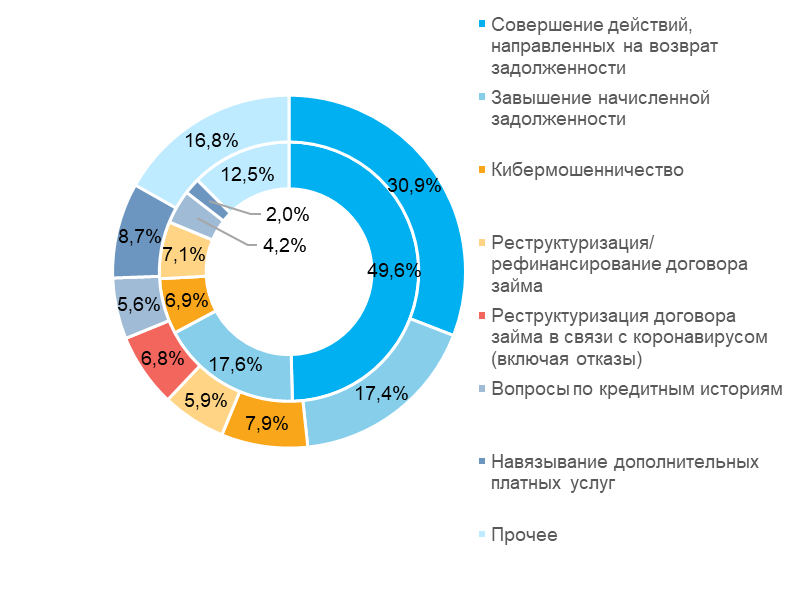 Совершение действий,
направленных на возврат
задолженности
Завышение начисленной
задолженности
Кибермошенничество
Реструктуризация/
рефинансирование договора
займа
Реструктуризация договора
займа в связи с коронавирусом
(включая отказы)
Вопросы по кредитным историям
Навязывание дополнительных
платных услуг
Прочее
16,8%
12,5%
30,9%
2,0%
8,7%
4,2%
7,1%
49,6%
5,6%
6,9%
6,8%
17,6%
17,4%
5,9%
7,9%